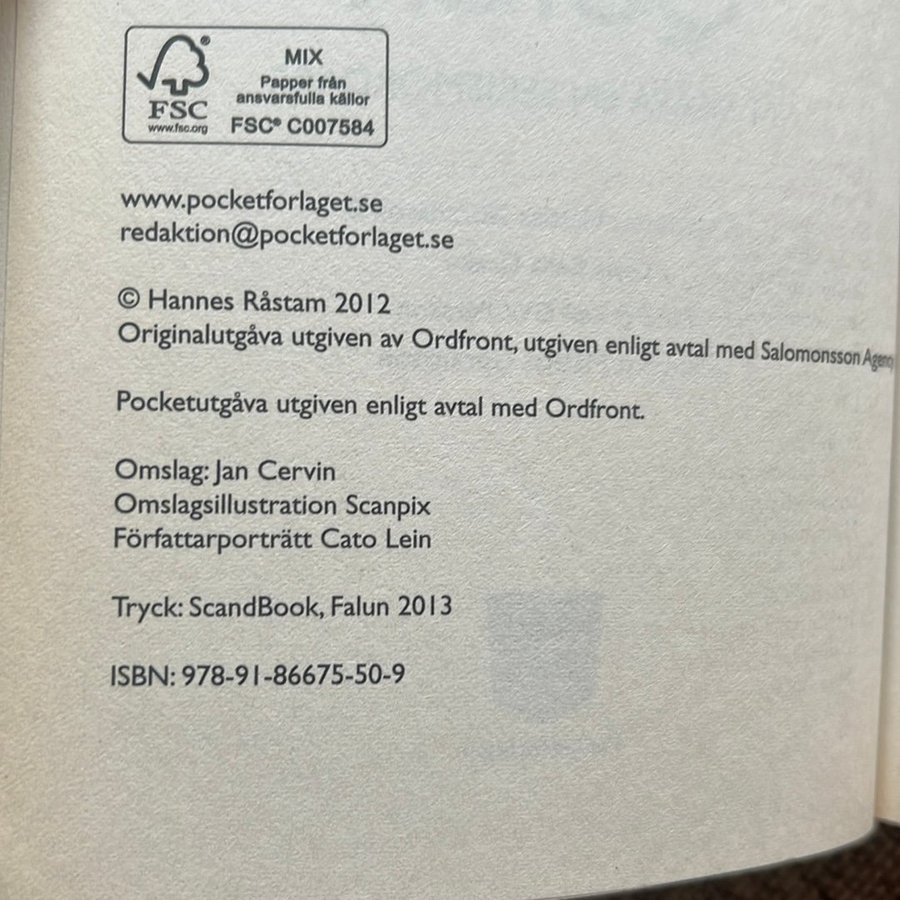 MIX
Papper från
ansvarsfulla källor
FSC® C007584
FSC
www.fsc.org
www.pocketforlaget.se
redaktion@pocketforlaget.se
© Hannes Råstam 2012
Originalutgåva utgiven av Ordfront, utgiven enligt avtal med Salomonsson Agency
Pocketutgåva utgiven enligt avtal med Ordfront.
Omslag: Jan Cervin
Omslagsillustration Scanpix
Författarporträtt Cato Lein
Tryck: ScandBook, Falun 2013
ISBN: 978-91-86675-50-9